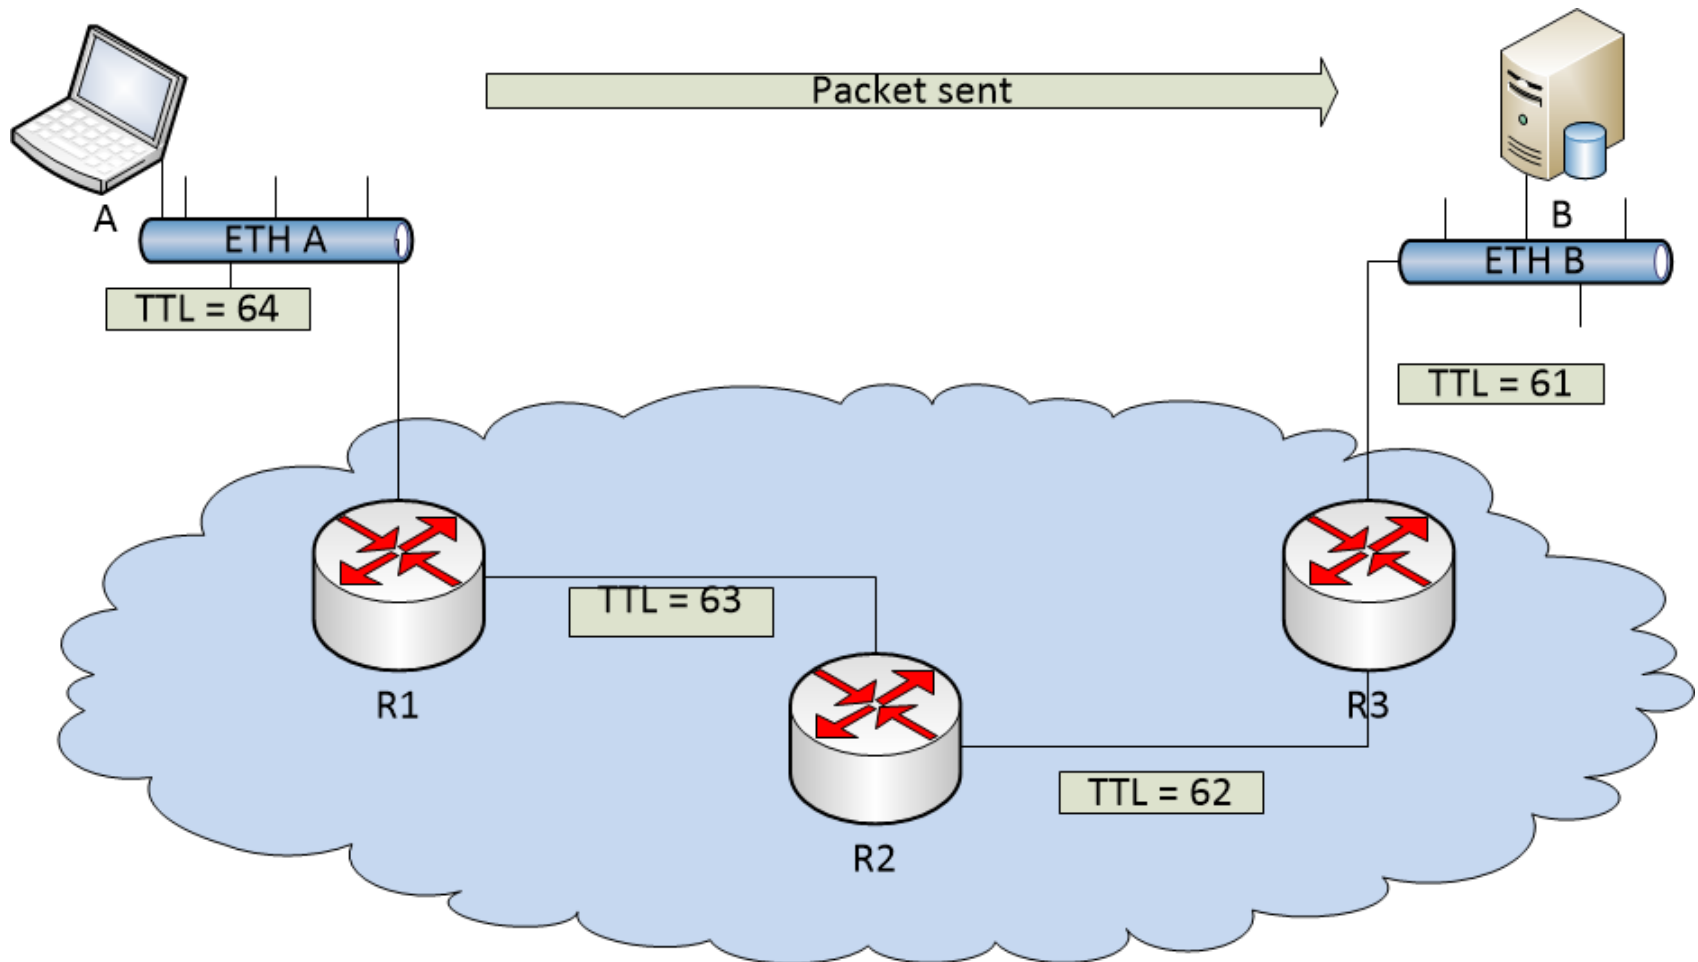 Packet sent
A
B
ETH A
ETH B
TTL = 64
TTL = 61
TTL = 63
R1
R3
TTL = 62
R2